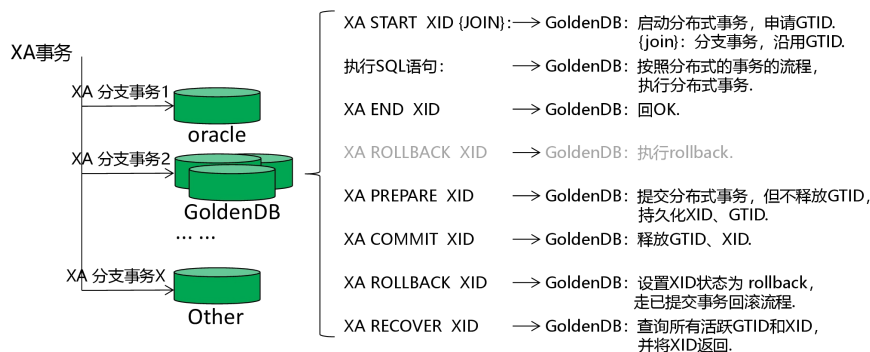 XA事务
XA 分支事务1
oracle
XA 分支事务2
GoldenDB
... ...
XA 分支事务X
Other
XA START XID {JOIN}: GoldenDB：启动分布式事务，申请GTID.
{join}：分支事务，沿用GTID.
执行SQL语句： GoldenDB：按照分布式的事务的流程，
执行分布式事务.
XA END XID GoldenDB：回OK.
XA ROLLBACK XID GoldenDB：执行rollback.
XA PREPARE XID GoldenDB：提交分布式事务，但不释放GTID，
持久化XID、GTID.
XA COMMIT XID GoldenDB：释放GTID、XID.
XA ROLLBACK XID GoldenDB：设置XID状态为 rollback，
走已提交事务回滚流程.
XA RECOVER XID GoldenDB：查询所有活跃GTID和XID，
并将XID返回.